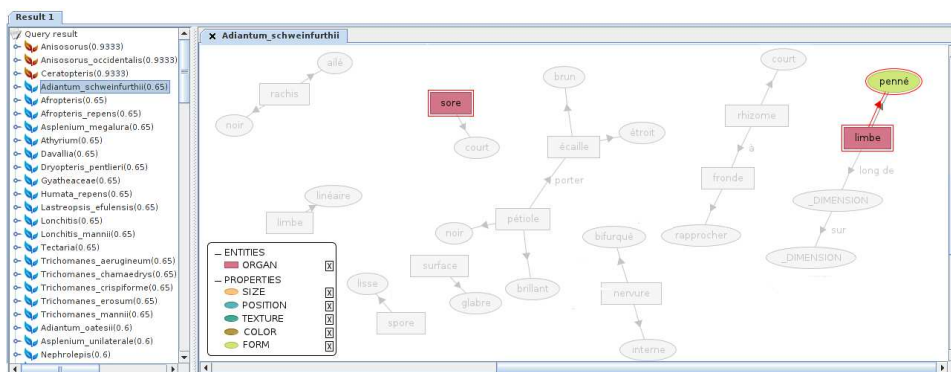 Result 1
Query result
Anisosorus(0.9333)
Anisosorus_occidentalis(0.9333)
Ceratopteris(0.9333)
Adiantum_schweinfurthii(0.65)
Afropteris(0.65)
Afropteris_repens(0.65)
Asplenium_megalura(0.65)
Athyrium(0.65)
Davallia(0.65)
Dryopteris_pentlieri(0.65)
Gyatheaceae(0.65)
Humata_repens(0.65)
Lastreopsis_efulensis(0.65)
Lonchitis(0.65)
Lonchitis_mannii(0.65)
Tectaria(0.65)
Trichomanes_aerugineum(0.65)
Trichomanes_chamaedrys(0.65)
Trichomanes_crispiforme(0.65)
Trichomanes_erosum(0.65)
Trichomanes_mannii(0.65)
Adiantum_oatesii(0.6)
Asplenium_unilaterale(0.6)
Nephrolepis(0.6)
Adiantum_schweinfurthii
ailé
rachis
noir
sore
court
brun
étroit
écaille
porter
pétiole
noir
brillant
linéaire
limbe
surface
glabre
lisse
spore
bifurqué
nervure
interne
court
rhizome
à
fronde
rapprocher
penné
limbe
long de
_DIMENSION
sur
_DIMENSION
ENTITIES
ORGAN X
PROPERTIES
SIZE X
POSITION X
TEXTURE X
COLOR X
FORM X